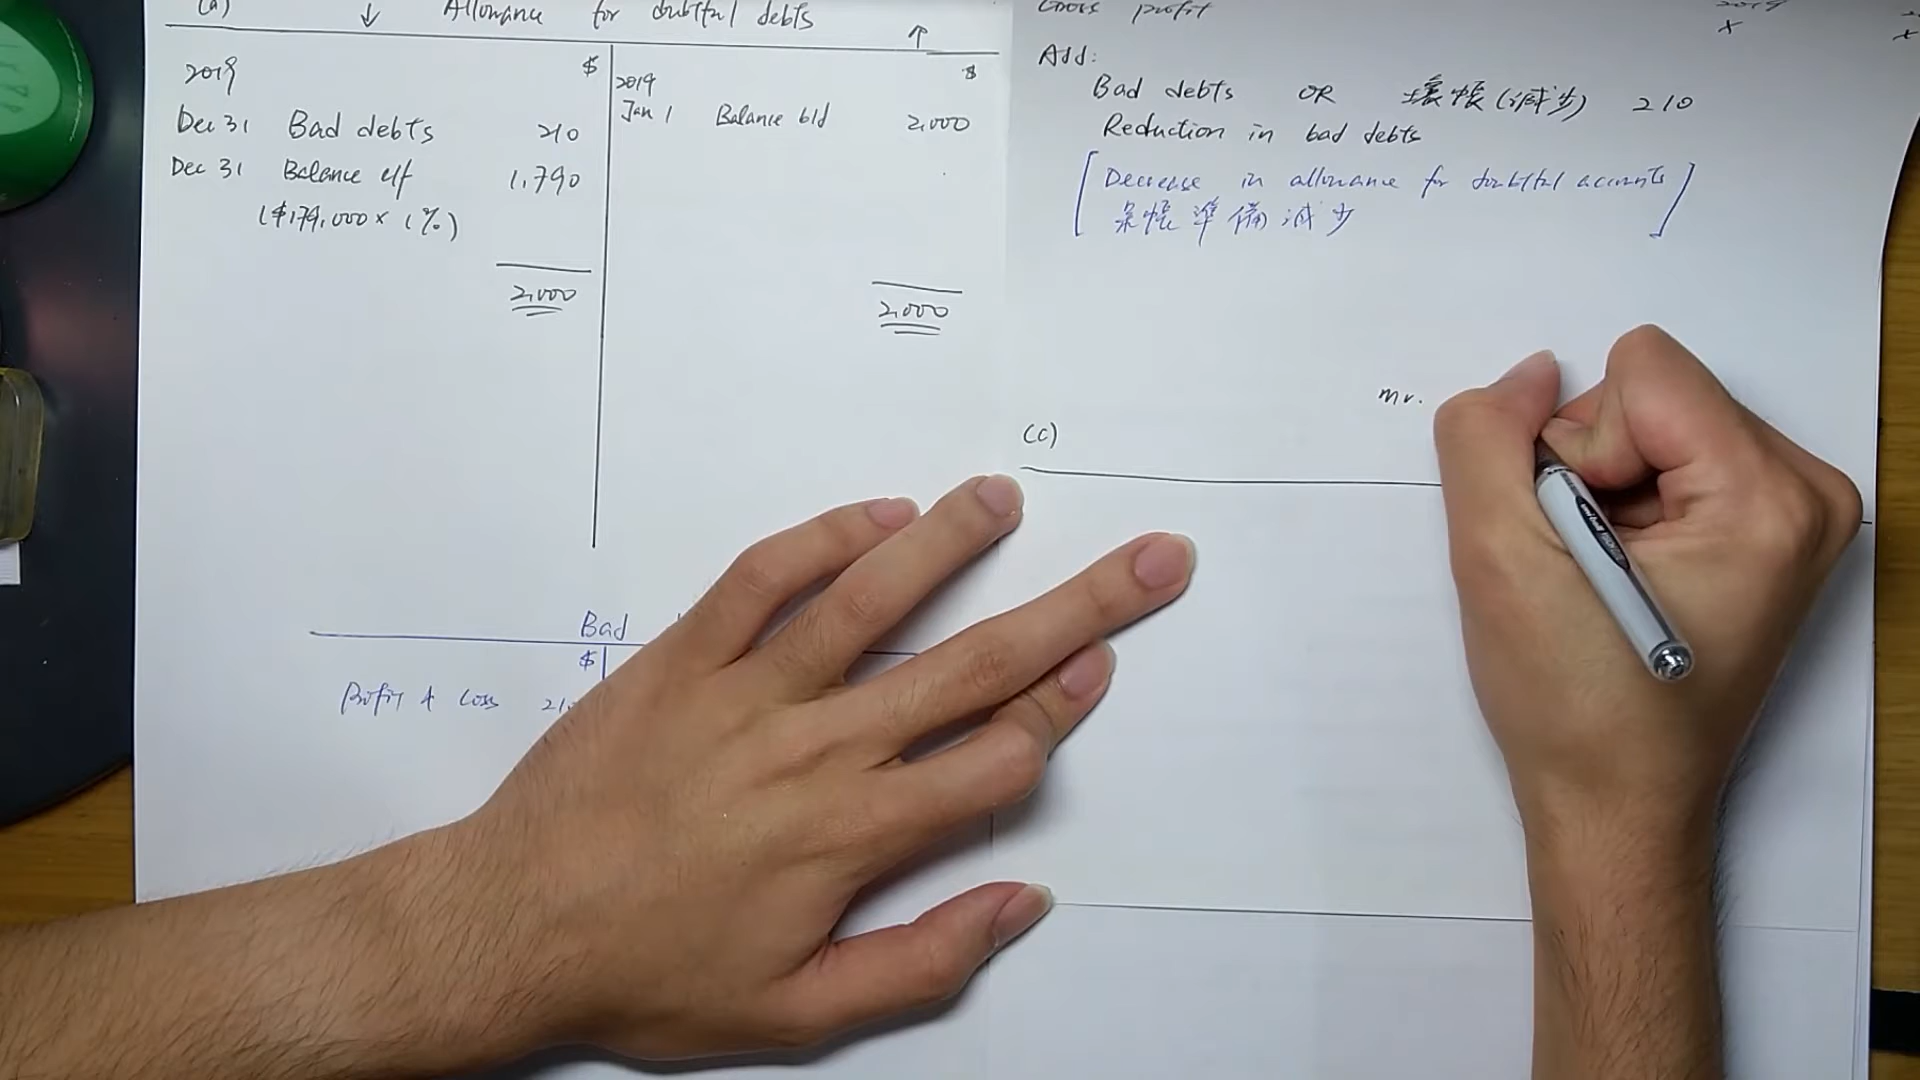 (a) ↓ Allowance for doubtful debts ↑
2019 $
Dec 31 Bad debts 210
Dec 31 Balance c/f 1,790
($179,000 × 1%)
2,000
2019 $
Jan 1 Balance b/d 2,000
2,000
Bad
$
Profit & Loss
Gross profit
2019
x x
Add:
Bad debts OR 壞帳(減少) 210
Reduction in bad debts
[Decrease in allowance for doubtful accounts
呆帳準備減少]
Mr.
(c)
uni-ball